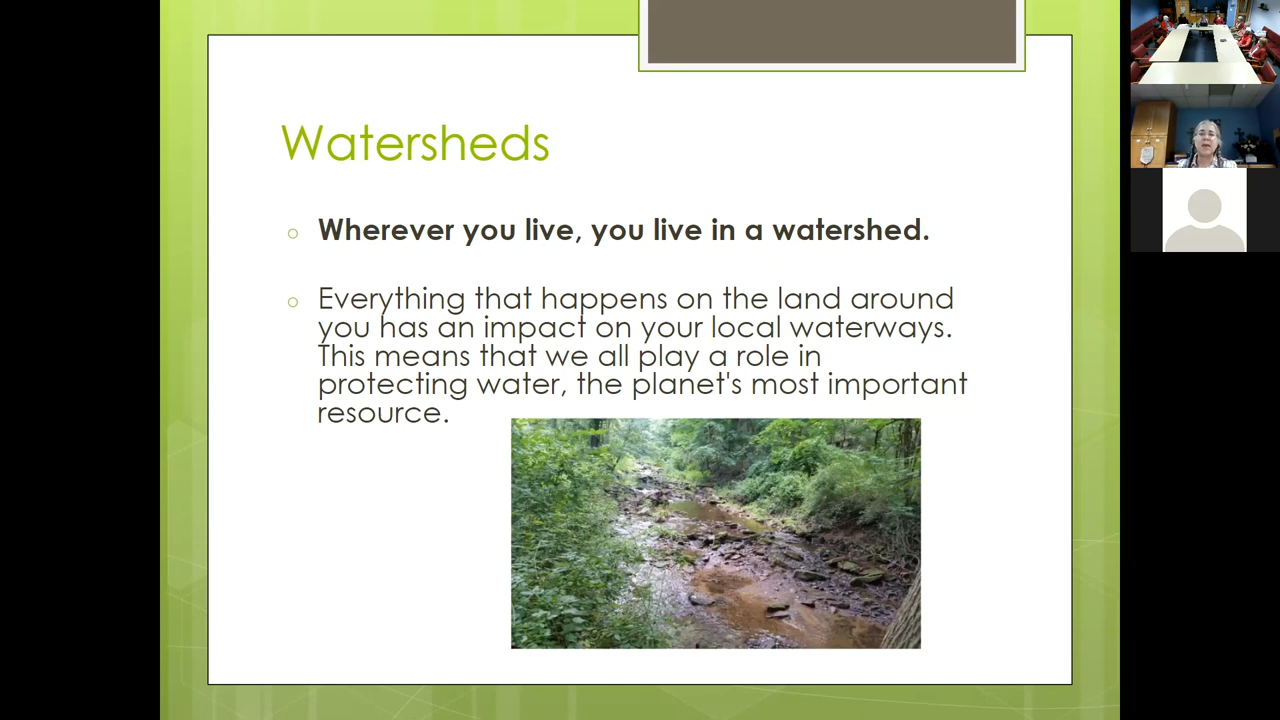 Watersheds
Wherever you live, you live in a watershed.
Everything that happens on the land around
you has an impact on your local waterways.
This means that we all play a role in
protecting water, the planet's most important
resource.